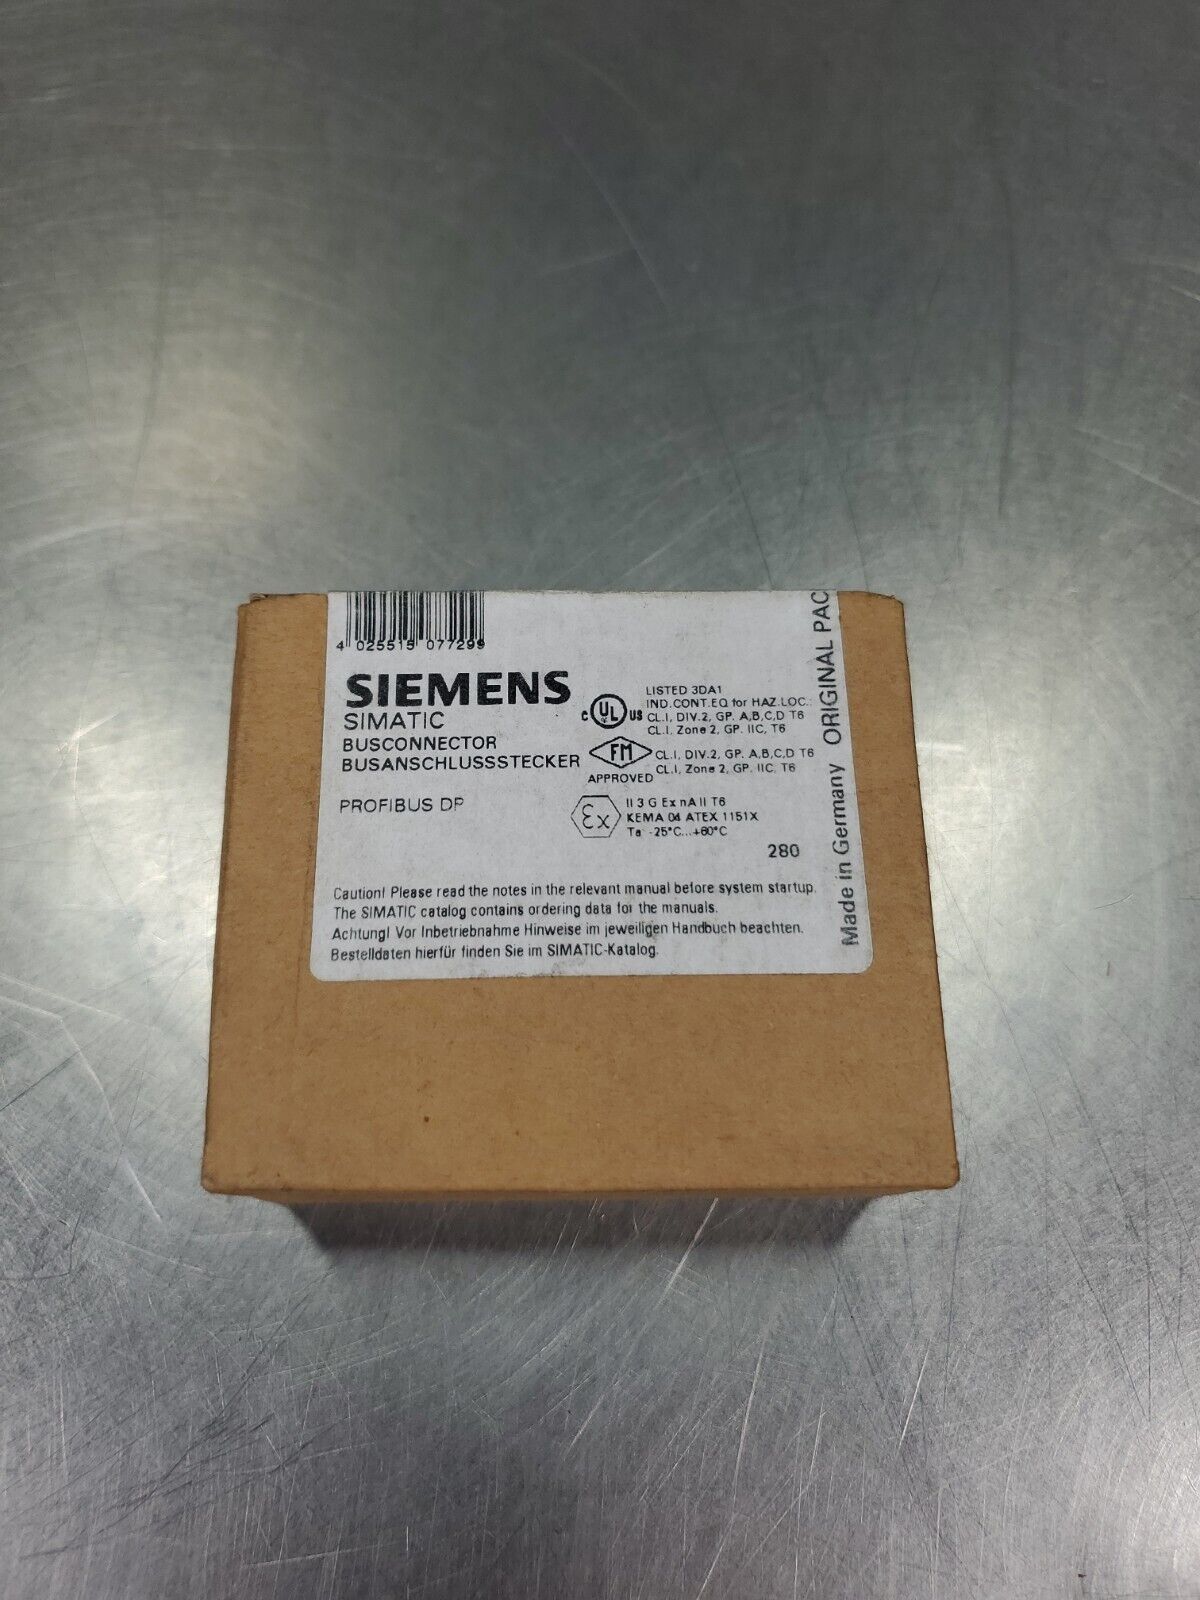 4 025515 077299
SIEMENS
SIMATIC
BUSCONNECTOR
BUSANSCHLUSSSTECKER
PROFIBUS DP
C UL US
LISTED 3DA1
IND.CONT.EQ for HAZ.LOC.:
CL.I, DIV.2, GP. A,B,C,D T6
CL.I, Zone 2, GP. IIC, T6
FM
APPROVED
CL.I, DIV.2, GP. A,B,C,D T6
CL.I, Zone 2, GP. IIC, T6
Ex
II 3 G Ex nA II T6
KEMA 04 ATEX 1151X
Ta: -25°C...+60°C
280
Caution! Please read the notes in the relevant manual before system startup.
The SIMATIC catalog contains ordering data for the manuals.
Achtung! Vor Inbetriebnahme Hinweise im jeweiligen Handbuch beachten.
Bestelldaten hierfür finden Sie im SIMATIC-Katalog.
Made in Germany ORIGINAL PAC